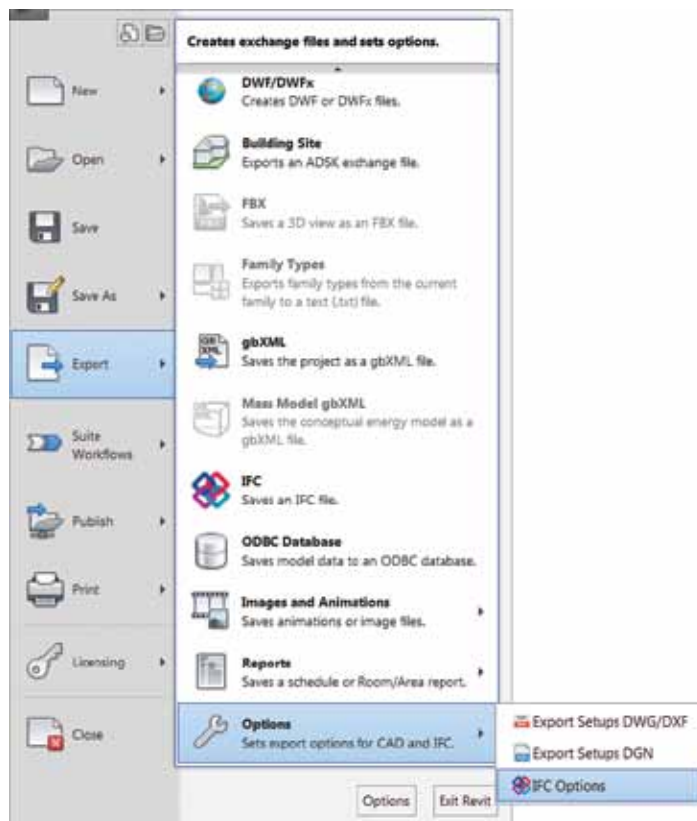 Creates exchange files and sets options.
New
Open
Save
Save As
Export
Suite
Workflows
Publish
Print
Licensing
Close
DWF/DWFx
Creates DWF or DWFx files.
Building Site
Exports an ADSK exchange file.
FBX
Saves a 3D view as an FBX file.
Family Types
Exports family types from the current
family to a text (.txt) file.
gbXML
Saves the project as a gbXML file.
Mass Model gbXML
Saves the conceptual energy model as a
gbXML file.
IFC
Saves an IFC file.
ODBC Database
Saves model data to an ODBC database.
Images and Animations
Saves animations or image files.
Reports
Saves a schedule or Room/Area report.
Options
Sets export options for CAD and IFC.
Export Setups DWG/DXF
Export Setups DGN
IFC Options
Options
Exit Revit